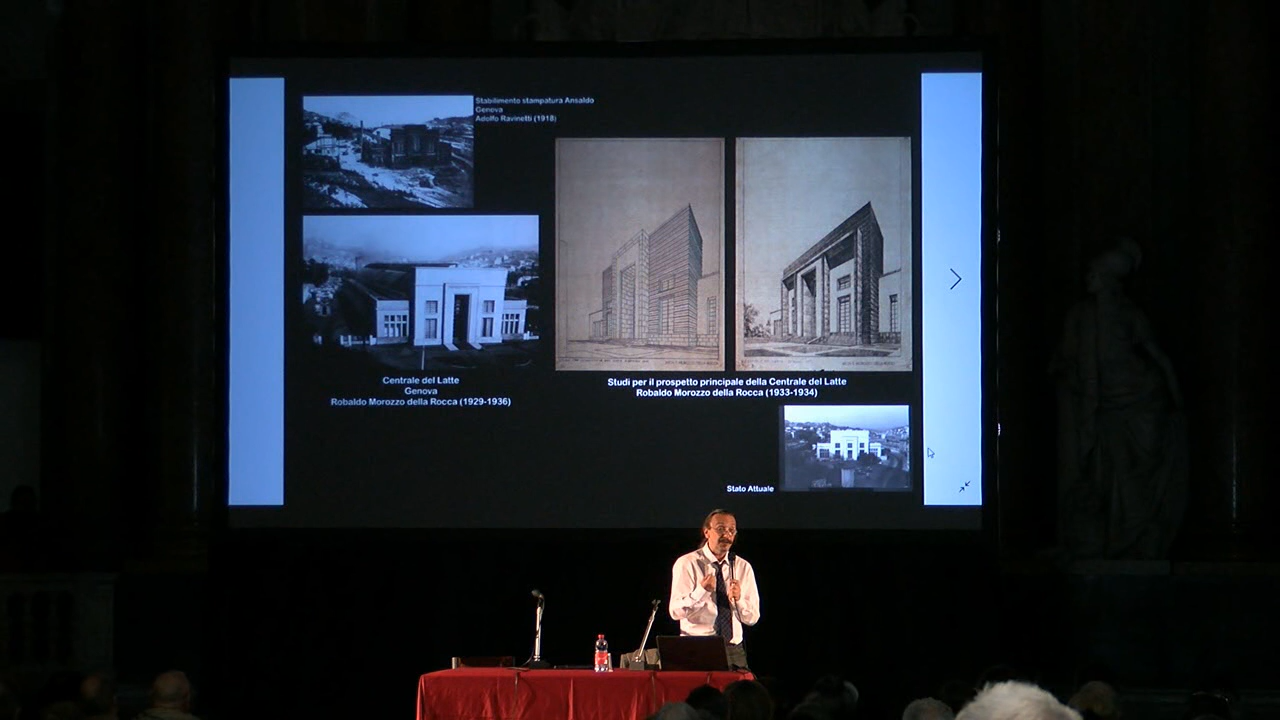 Stabilimento stampatura Ansaldo
Genova
Adolfo Ravinetti (1918)
Centrale del Latte
Genova
Robaldo Morozzo della Rocca (1929-1936)
Studi per il prospetto principale della Centrale del Latte
Robaldo Morozzo della Rocca (1933-1934)
Stato Attuale